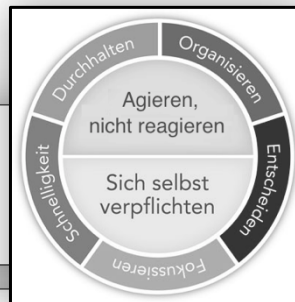 Durchhalten
Organisieren
Entscheiden
Fokussieren
Schnelligkeit
Agieren,
nicht reagieren
Sich selbst
verpflichten